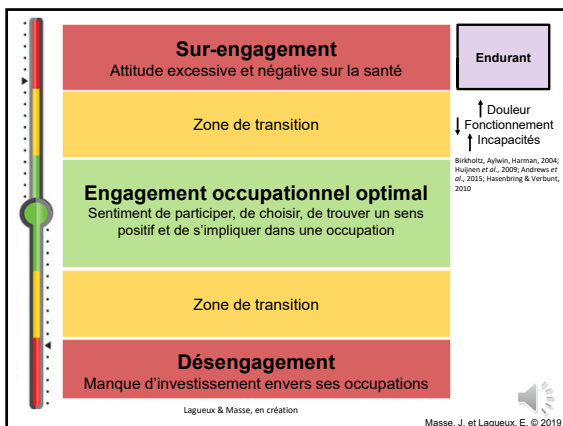 Sur-engagement
Attitude excessive et négative sur la santé
Endurant
Zone de transition
↑ Douleur
↓ Fonctionnement
↑ Incapacités
Birkholtz, Aylwin, Harman, 2004;
Huijnen et al., 2009; Andrews et
al., 2015; Hasenbring & Verbunt,
2010
Engagement occupationnel optimal
Sentiment de participer, de choisir, de trouver un sens
positif et de s’impliquer dans une occupation
Zone de transition
Désengagement
Manque d’investissement envers ses occupations
Lagueux & Masse, en création
Masse, J. et Lagueux, E. © 2019